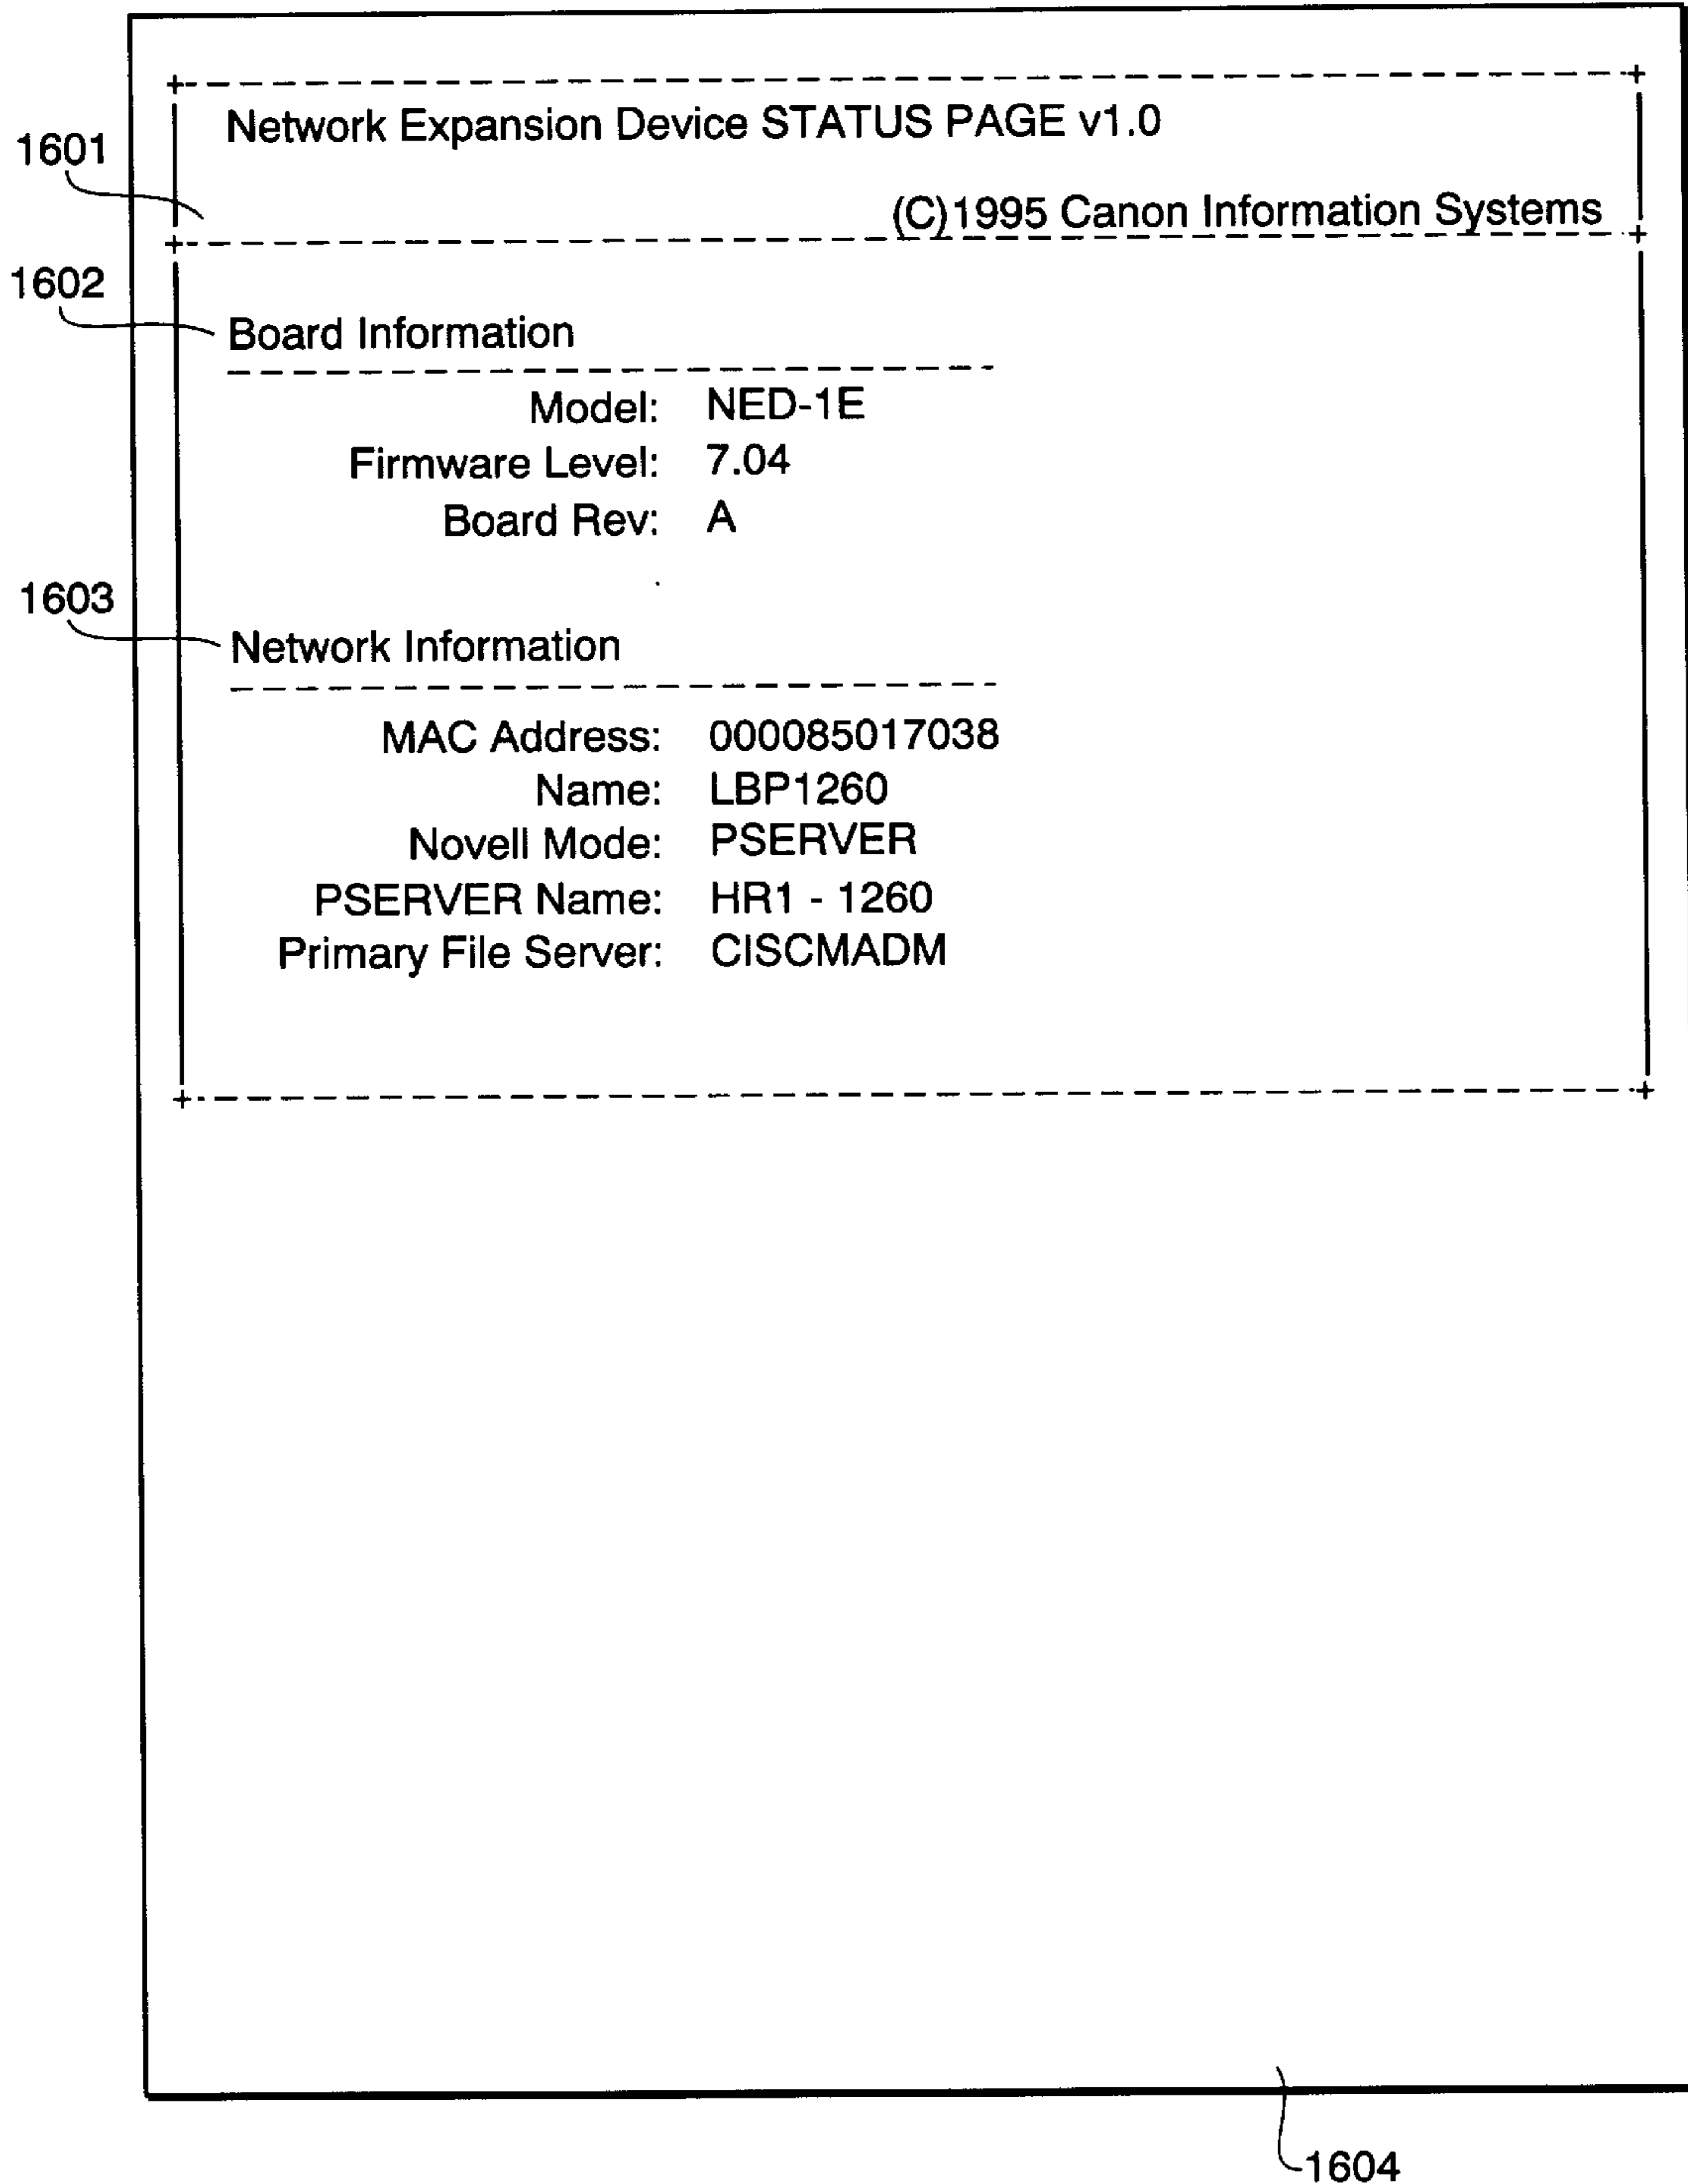 Network Expansion Device STATUS PAGE v1.0
1601
(C)1995 Canon Information Systems
1602
Board Information
Model: NED-1E
Firmware Level: 7.04
Board Rev: A
1603
Network Information
MAC Address: 000085017038
Name: LBP1260
Novell Mode: PSERVER
PSERVER Name: HR1 - 1260
Primary File Server: CISCMADM
1604